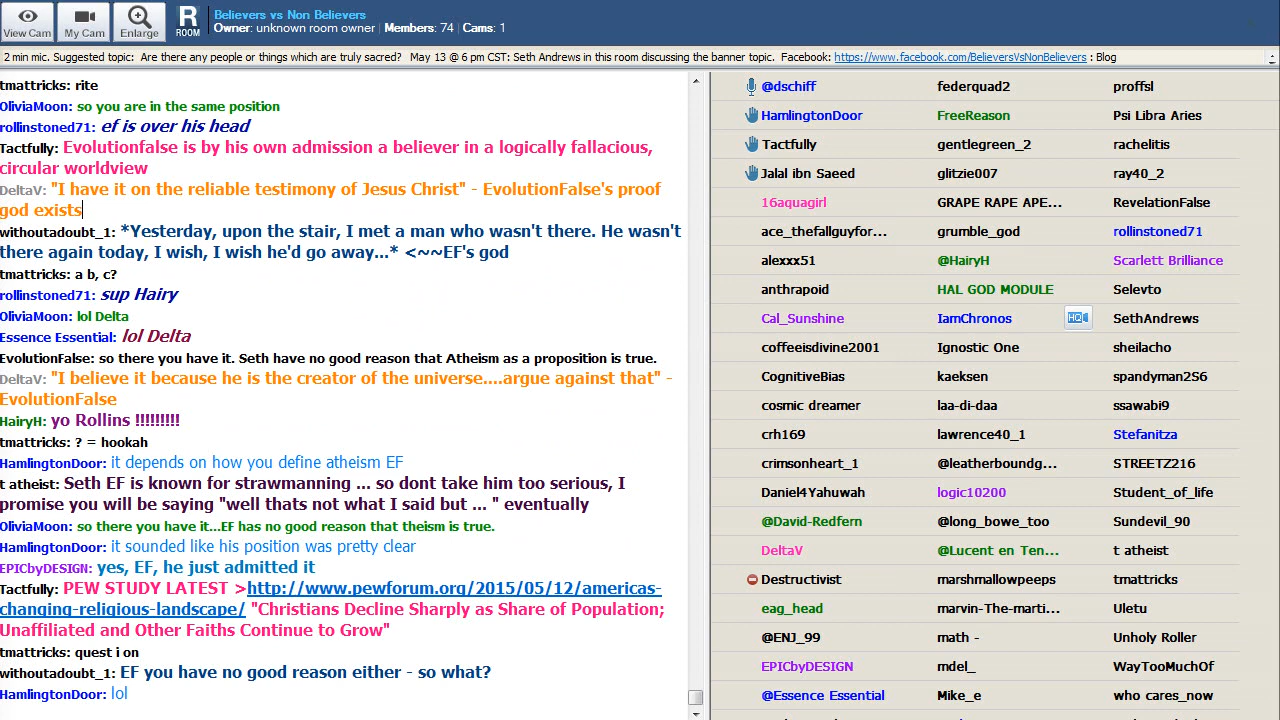 View Cam
My Cam
Enlarge
R
ROOM
Believers vs Non Believers
Owner: unknown room owner | Members: 74 | Cams: 1
2 min mic. Suggested topic: Are there any people or things which are truly sacred? May 13 @ 6 pm CST: Seth Andrews in this room discussing the banner topic. Facebook: https://www.facebook.com/BelieversVsNonBelievers : Blog
tmattricks: rite
OliviaMoon: so you are in the same position
rollinstoned71: ef is over his head
Tactfully: Evolutionfalse is by his own admission a believer in a logically fallacious,
circular worldview
DeltaV: "I have it on the reliable testimony of Jesus Christ" - EvolutionFalse's proof
god exists
withoutadoubt_1: *Yesterday, upon the stair, I met a man who wasn't there. He wasn't
there again today, I wish, I wish he'd go away...* <~~EF's god
tmattricks: a b, c?
rollinstoned71: sup Hairy
OliviaMoon: lol Delta
Essence Essential: lol Delta
EvolutionFalse: so there you have it. Seth have no good reason that Atheism as a proposition is true.
DeltaV: "I believe it because he is the creator of the universe....argue against that" -
EvolutionFalse
HairyH: yo Rollins !!!!!!!!!
tmattricks: ? = hookah
HamlingtonDoor: it depends on how you define atheism EF
t atheist: Seth EF is known for strawmanning ... so dont take him too serious, I
promise you will be saying "well thats not what I said but ... " eventually
OliviaMoon: so there you have it...EF has no good reason that theism is true.
HamlingtonDoor: it sounded like his position was pretty clear
EPICbyDESIGN: yes, EF, he just admitted it
Tactfully: PEW STUDY LATEST >http://www.pewforum.org/2015/05/12/americas-
changing-religious-landscape/ "Christians Decline Sharply as Share of Population;
Unaffiliated and Other Faiths Continue to Grow"
tmattricks: quest i on
withoutadoubt_1: EF you have no good reason either - so what?
HamlingtonDoor: lol
@dschiff federquad2 proffsl
HamlingtonDoor FreeReason Psi Libra Aries
Tactfully gentlegreen_2 rachelitis
Jalal ibn Saeed glitzie007 ray40_2
16aquagirl GRAPE RAPE APE... RevelationFalse
ace_thefallguyfor... grumble_god rollinstoned71
alexxx51 @HairyH Scarlett Brilliance
anthrapoid HAL GOD MODULE Selevto
Cal_Sunshine IamChronos HQ SethAndrews
coffeeisdivine2001 Ignostic One sheilacho
CognitiveBias kaeksen spandyman2S6
cosmic dreamer laa-di-daa ssawabi9
crh169 lawrence40_1 Stefanitza
crimsonheart_1 @leatherboundg... STREETZ216
Daniel4Yahuwah logic10200 Student_of_life
@David-Redfern @long_bowe_too Sundevil_90
DeltaV @Lucent en Ten... t atheist
Destructivist marshmallowpeeps tmattricks
eag_head marvin-The-marti... Uletu
@ENJ_99 math - Unholy Roller
EPICbyDESIGN mdel_ WayTooMuchOf
@Essence Essential Mike_e who cares_now